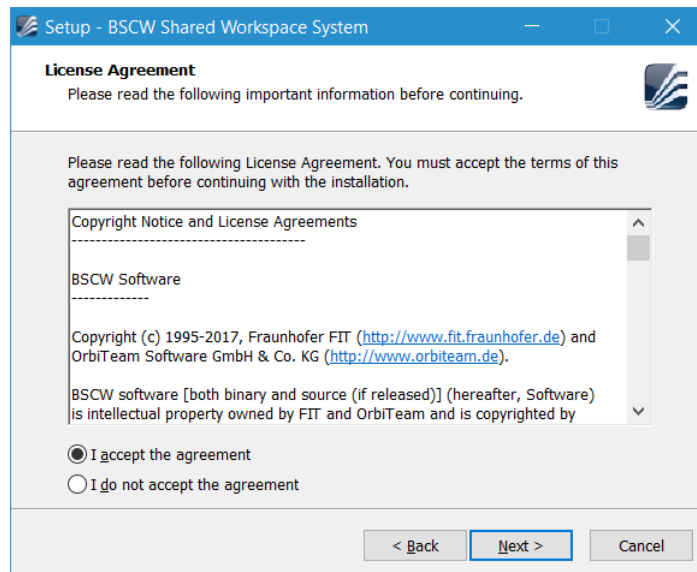 Setup - BSCW Shared Workspace System
License Agreement
Please read the following important information before continuing.
Please read the following License Agreement. You must accept the terms of this
agreement before continuing with the installation.
Copyright Notice and License Agreements
---------------------------------------
BSCW Software
-------------
Copyright (c) 1995-2017, Fraunhofer FIT (http://www.fit.fraunhofer.de) and
OrbiTeam Software GmbH & Co. KG (http://www.orbiteam.de).
BSCW software [both binary and source (if released)] (hereafter, Software)
is intellectual property owned by FIT and OrbiTeam and is copyrighted by
I accept the agreement
I do not accept the agreement
< Back
Next >
Cancel